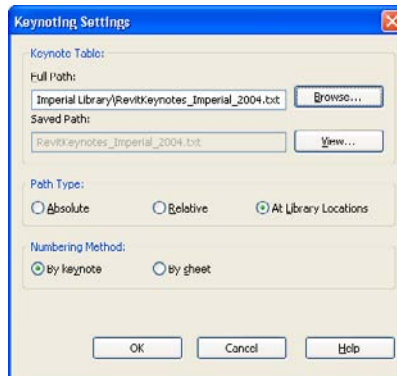 Keynoting Settings
Keynote Table:
Full Path:
Imperial Library\RevitKeynotes_Imperial_2004.txt
Browse...
Saved Path:
RevitKeynotes_Imperial_2004.txt
View...
Path Type:
Absolute Relative At Library Locations
Numbering Method:
By keynote By sheet
OK Cancel Help